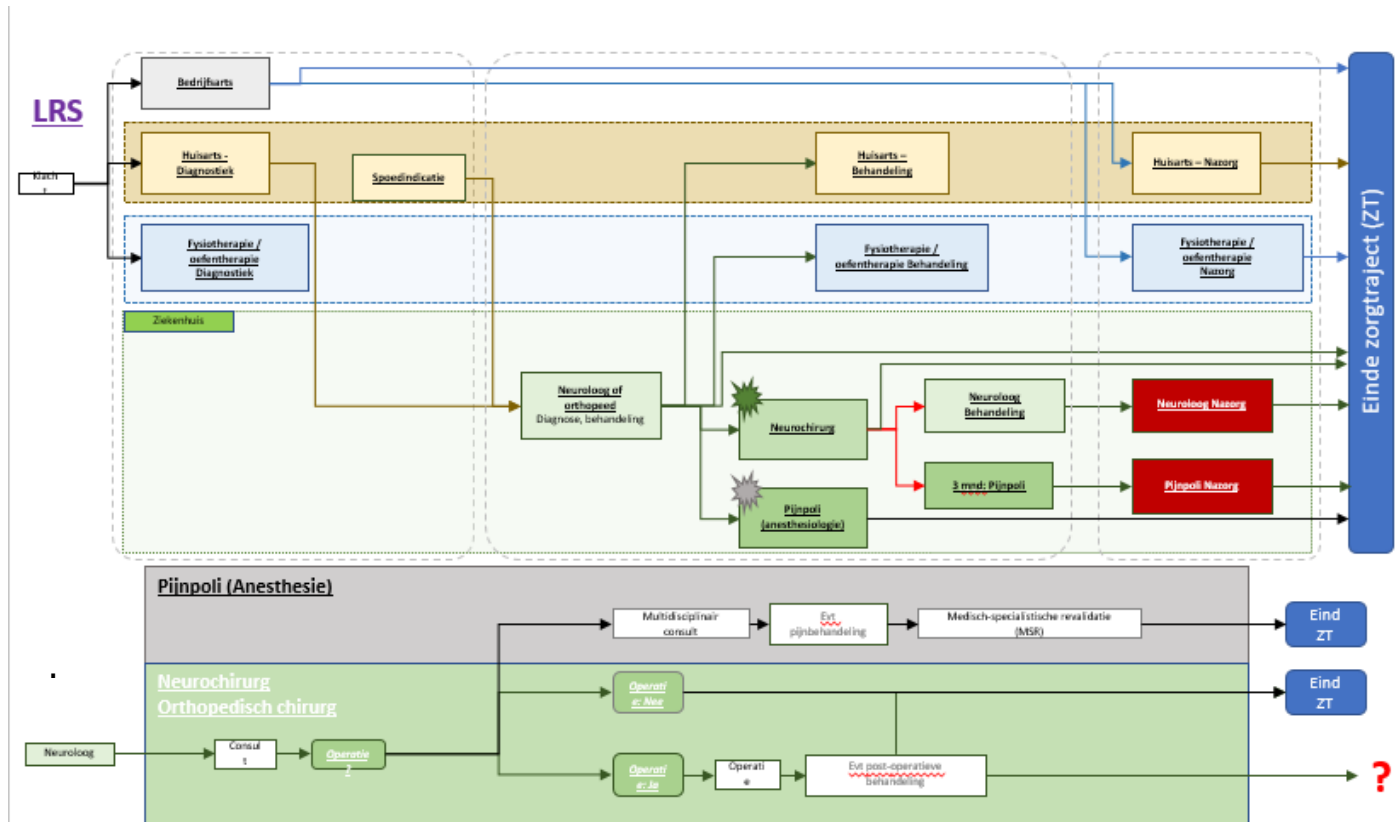 LRS
Klach
t
Bedrijfsarts
Huisarts -
Diagnostiek
Spoedindicatie
Huisarts –
Behandeling
Huisarts – Nazorg
Fysiotherapie /
oefentherapie
Diagnostiek
Fysiotherapie /
oefentherapie Behandeling
Fysiotherapie /
oefentherapie
Nazorg
Ziekenhuis
Neuroloog of
orthopeed
Diagnose, behandeling
Neurochirurg
Neuroloog
Behandeling
Neuroloog Nazorg
3 mnd: Pijnpoli
Pijnpoli Nazorg
Pijnpoli
(anesthesiologie)
Einde zorgtraject (ZT)
Pijnpoli (Anesthesie)
Multidisciplinair
consult
Evt
pijnbehandeling
Medisch-specialistische revalidatie
(MSR)
Eind
ZT
.
Neurochirurg
Orthopedisch chirurg
Operati
e: Nee
Eind
ZT
Neuroloog
Consul
t
Operatie
?
Operati
e: Ja
Operati
e
Evt post-operatieve
behandeling
?